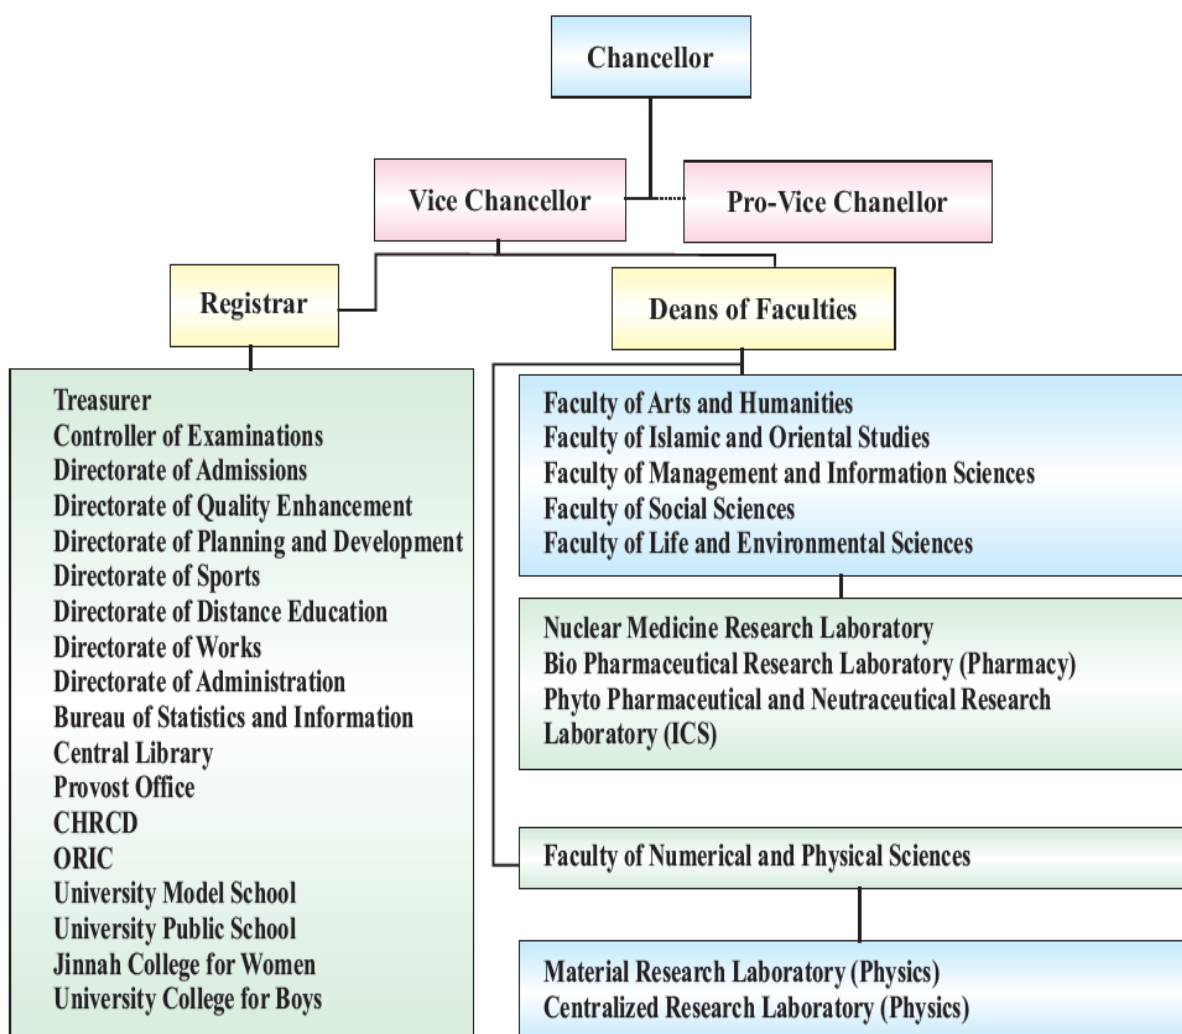 Chancellor
Vice Chancellor
Pro-Vice Chanellor
Registrar
Deans of Faculties
Treasurer
Controller of Examinations
Directorate of Admissions
Directorate of Quality Enhancement
Directorate of Planning and Development
Directorate of Sports
Directorate of Distance Education
Directorate of Works
Directorate of Administration
Bureau of Statistics and Information
Central Library
Provost Office
CHRCD
ORIC
University Model School
University Public School
Jinnah College for Women
University College for Boys
Faculty of Arts and Humanities
Faculty of Islamic and Oriental Studies
Faculty of Management and Information Sciences
Faculty of Social Sciences
Faculty of Life and Environmental Sciences
Nuclear Medicine Research Laboratory
Bio Pharmaceutical Research Laboratory (Pharmacy)
Phyto Pharmaceutical and Neutraceutical Research
Laboratory (ICS)
Faculty of Numerical and Physical Sciences
Material Research Laboratory (Physics)
Centralized Research Laboratory (Physics)